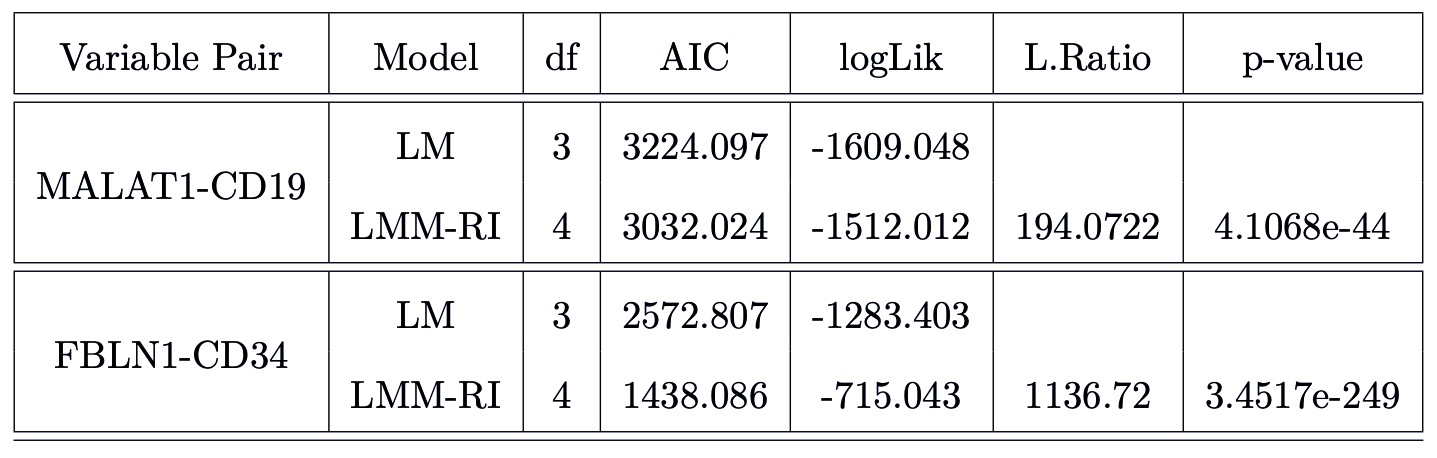 Variable Pair Model df AIC logLik L.Ratio p-value
LM 3 3224.097 -1609.048
MALAT1-CD19
LMM-RI 4 3032.024 -1512.012 194.0722 4.1068e-44
LM 3 2572.807 -1283.403
FBLN1-CD34
LMM-RI 4 1438.086 -715.043 1136.72 3.4517e-249